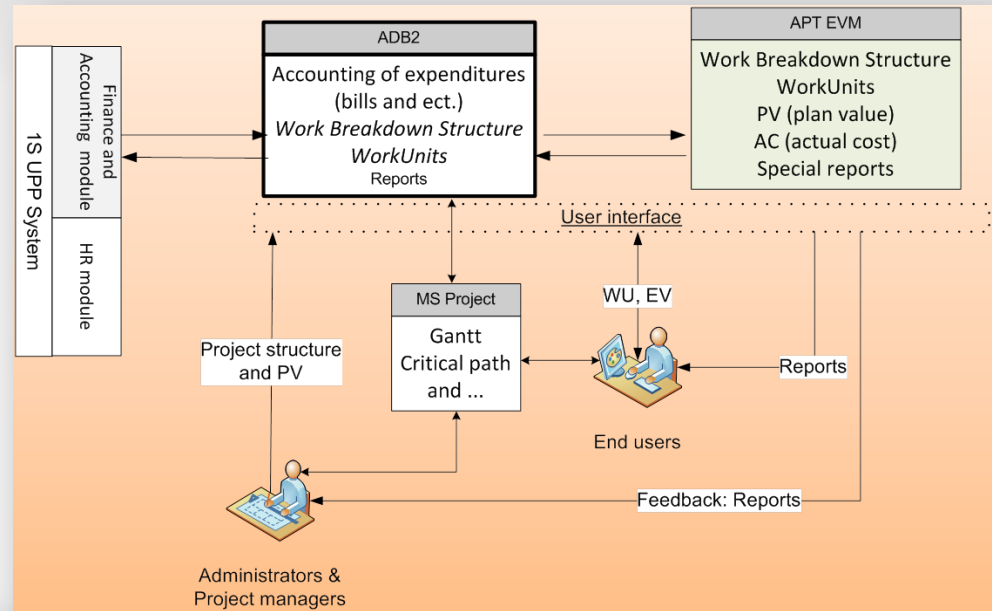 1S UPP System
Finance and
Accounting module
HR module
ADB2
Accounting of expenditures
(bills and ect.)
Work Breakdown Structure
WorkUnits
Reports
APT EVM
Work Breakdown Structure
WorkUnits
PV (plan value)
AC (actual cost)
Special reports
User interface
MS Project
Gantt
Critical path
and ...
WU, EV
Project structure
and PV
Reports
End users
Feedback: Reports
Administrators &
Project managers